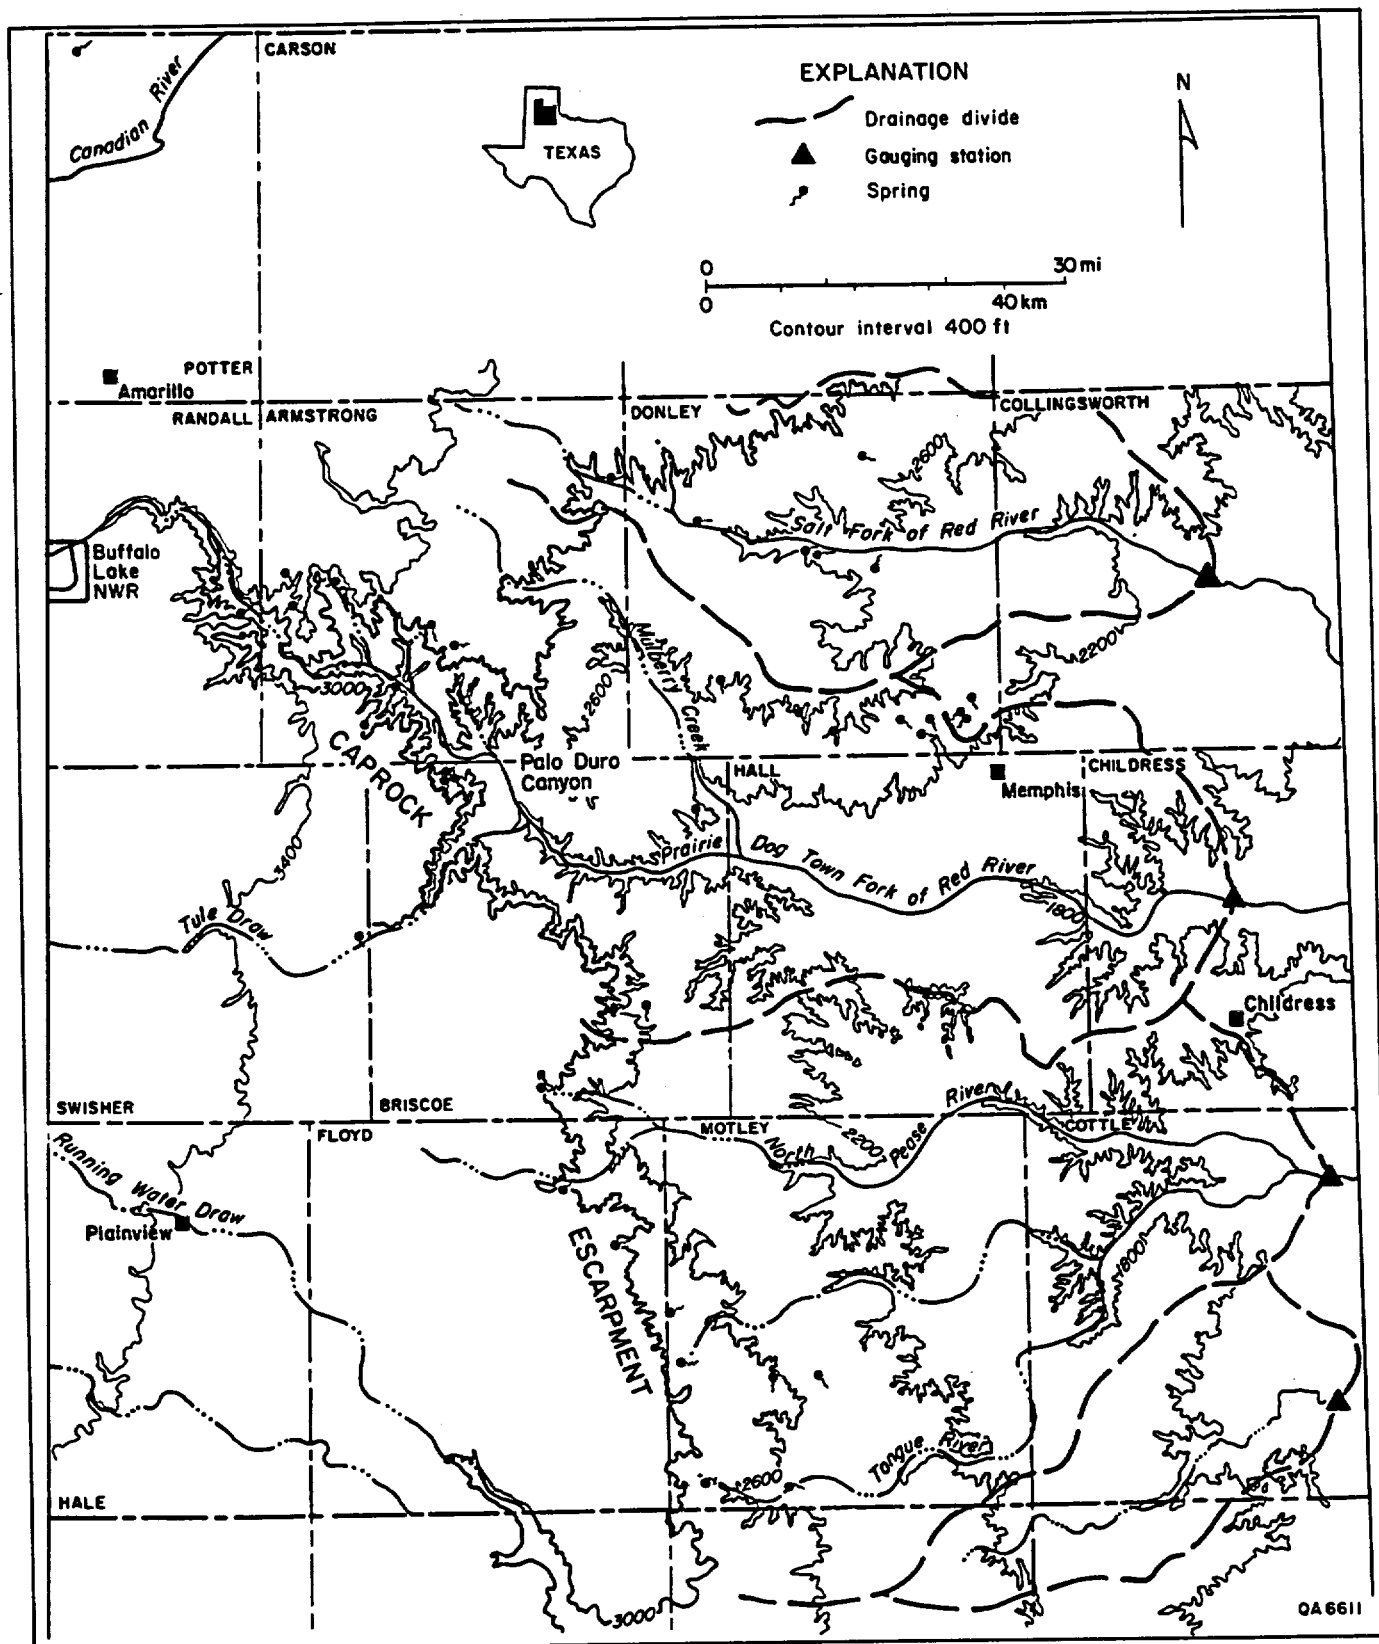 CARSON
Canadian River
TEXAS
EXPLANATION
Drainage divide
Gauging station
Spring
N
0 30 mi
0 40 km
Contour interval 400 ft
POTTER
Amarillo
RANDALL
ARMSTRONG
DONLEY
COLLINGSWORTH
2600
Salt Fork of Red River
Buffalo
Lake
NWR
Mulberry Creek
2200
3000
2600
CAPROCK
Palo Duro
Canyon
HALL
CHILDRESS
Memphis
3400
Prairie Dog Town Fork of Red River
1800
Tule Draw
Childress
SWISHER
BRISCOE
FLOYD
MOTLEY
COTTLE
North Pease River
2200
Running Water Draw
Plainview
ESCARPMENT
1800
Tongue River
2600
HALE
3000
QA6611